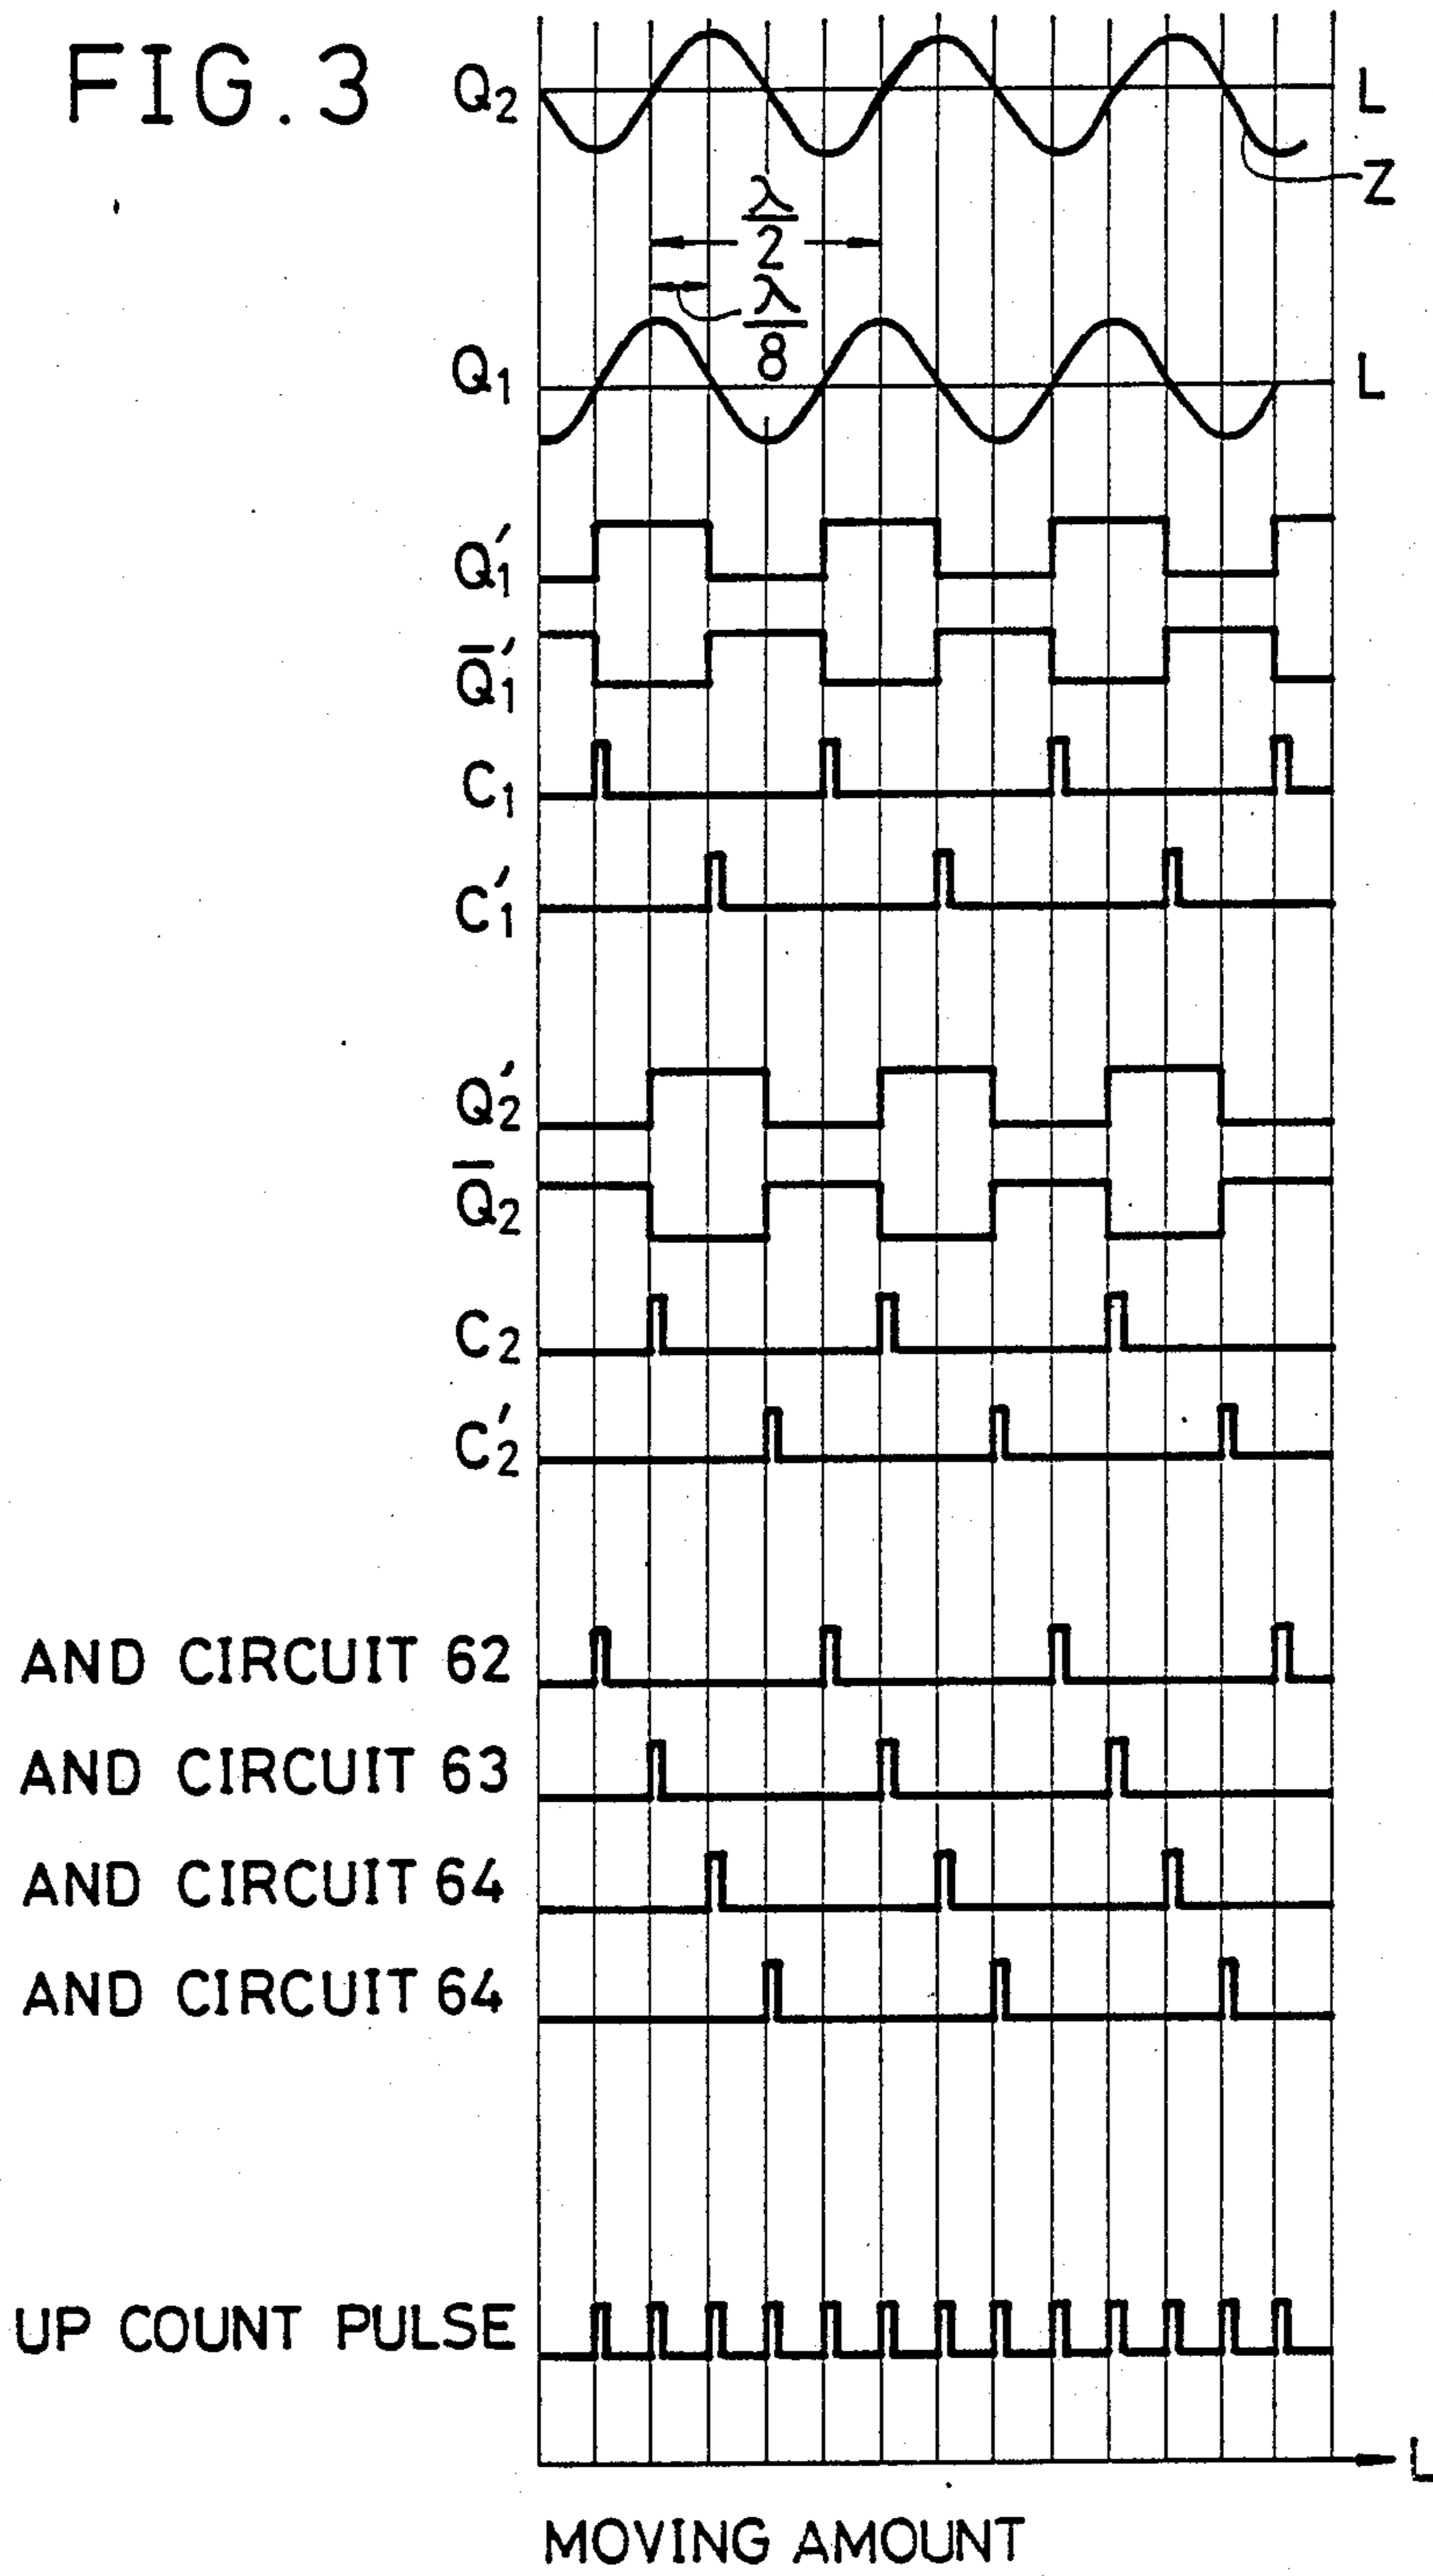 FIG. 3
Q₂ L
Z
λ/2
λ/8
Q₁ L
Q₁′
Q̅₁′
C₁
C₁′
Q₂′
Q̅₂
C₂
C₂′
AND CIRCUIT 62
AND CIRCUIT 63
AND CIRCUIT 64
AND CIRCUIT 64
UP COUNT PULSE
L
MOVING AMOUNT